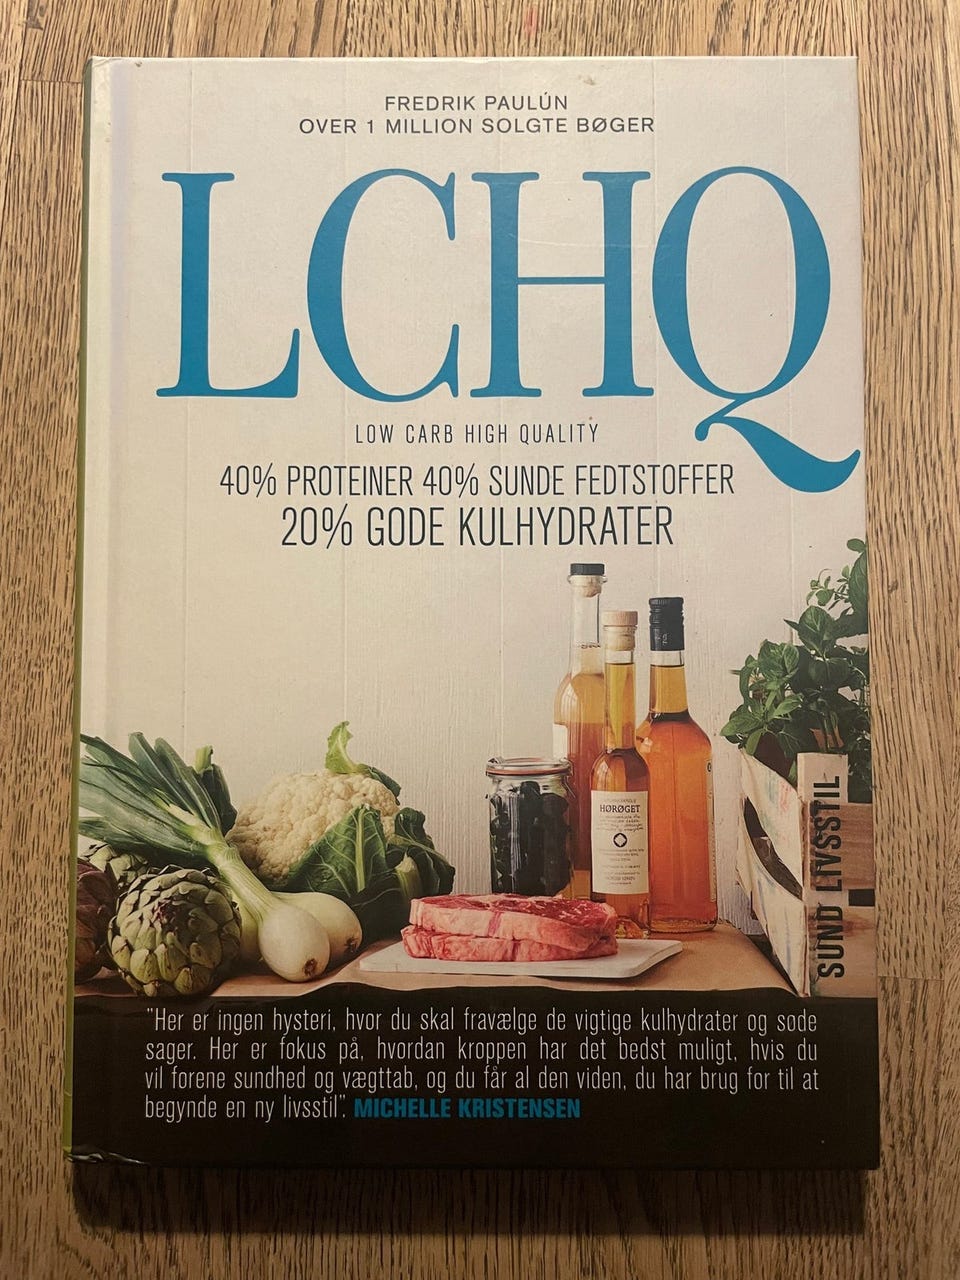 FREDRIK PAULÚN
OVER 1 MILLION SOLGTE BØGER
LCHQ
LOW CARB HIGH QUALITY
40% PROTEINER 40% SUNDE FEDTSTOFFER
20% GODE KULHYDRATER
HØRØGET
SUND LIVSSTIL
"Her er ingen hysteri, hvor du skal fravælge de vigtige kulhydrater og søde
sager. Her er fokus på, hvordan kroppen har det bedst muligt, hvis du
vil forene sundhed og vægttab, og du får al den viden, du har brug for til at
begynde en ny livsstil". MICHELLE KRISTENSEN